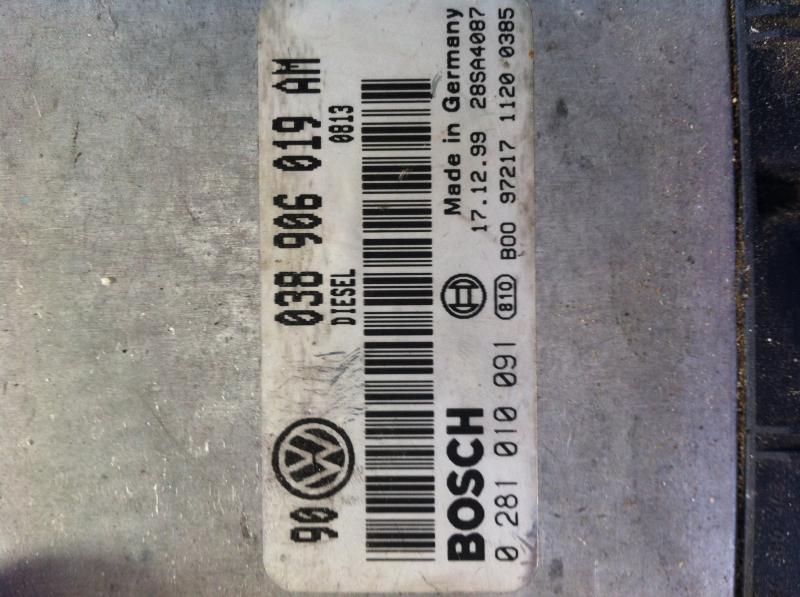 90 VW 038 906 019 AM
DIESEL 0813
BOSCH Made in Germany
17.12.99 28SA4087
0 281 010 091 810 B00 97217 1120 0385